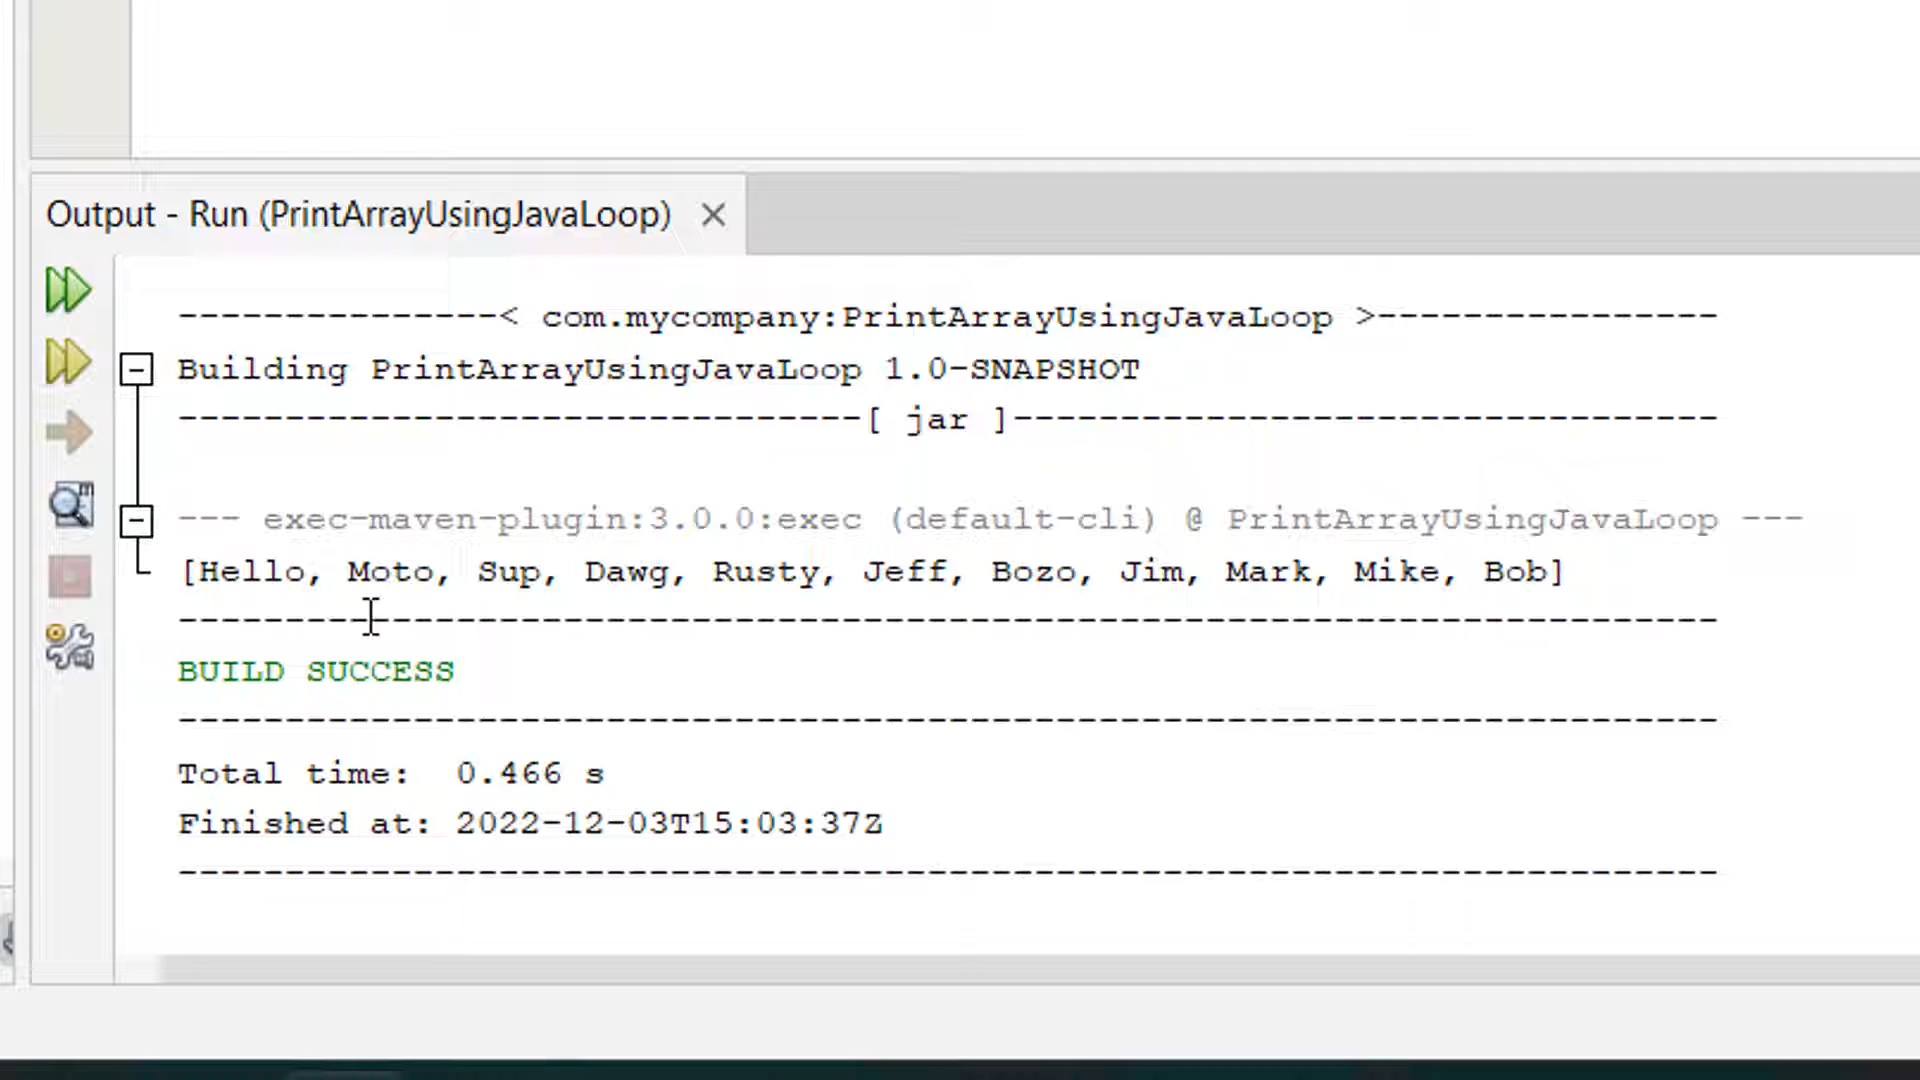 Output - Run (PrintArrayUsingJavaLoop)
---------------< com.mycompany:PrintArrayUsingJavaLoop >----------------
Building PrintArrayUsingJavaLoop 1.0-SNAPSHOT
--------------------------------[ jar ]---------------------------------
--- exec-maven-plugin:3.0.0:exec (default-cli) @ PrintArrayUsingJavaLoop ---
[Hello, Moto, Sup, Dawg, Rusty, Jeff, Bozo, Jim, Mark, Mike, Bob]
------------------------------------------------------------------------
BUILD SUCCESS
------------------------------------------------------------------------
Total time:  0.466 s
Finished at: 2022-12-03T15:03:37Z
------------------------------------------------------------------------